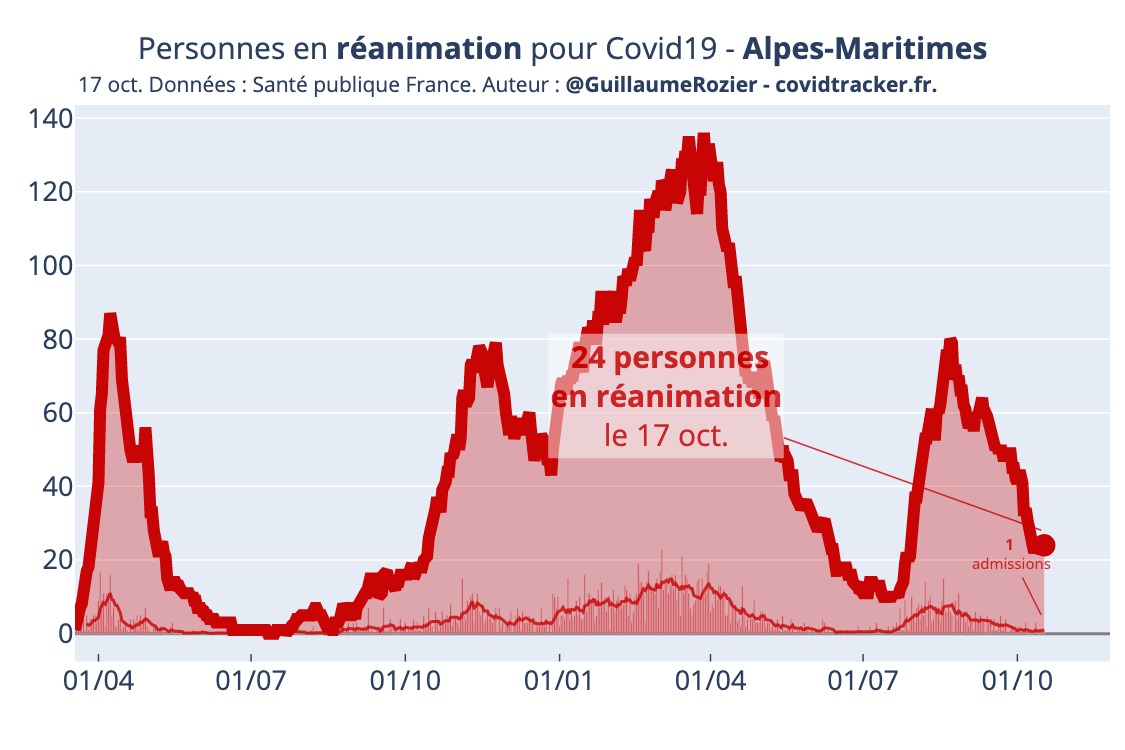 Personnes en réanimation pour Covid19 - Alpes-Maritimes
17 oct. Données : Santé publique France. Auteur : @GuillaumeRozier - covidtracker.fr.
140
120
100
80
60
40
20
0
24 personnes
en réanimation
le 17 oct.
1
admissions
01/04
01/07
01/10
01/01
01/04
01/07
01/10